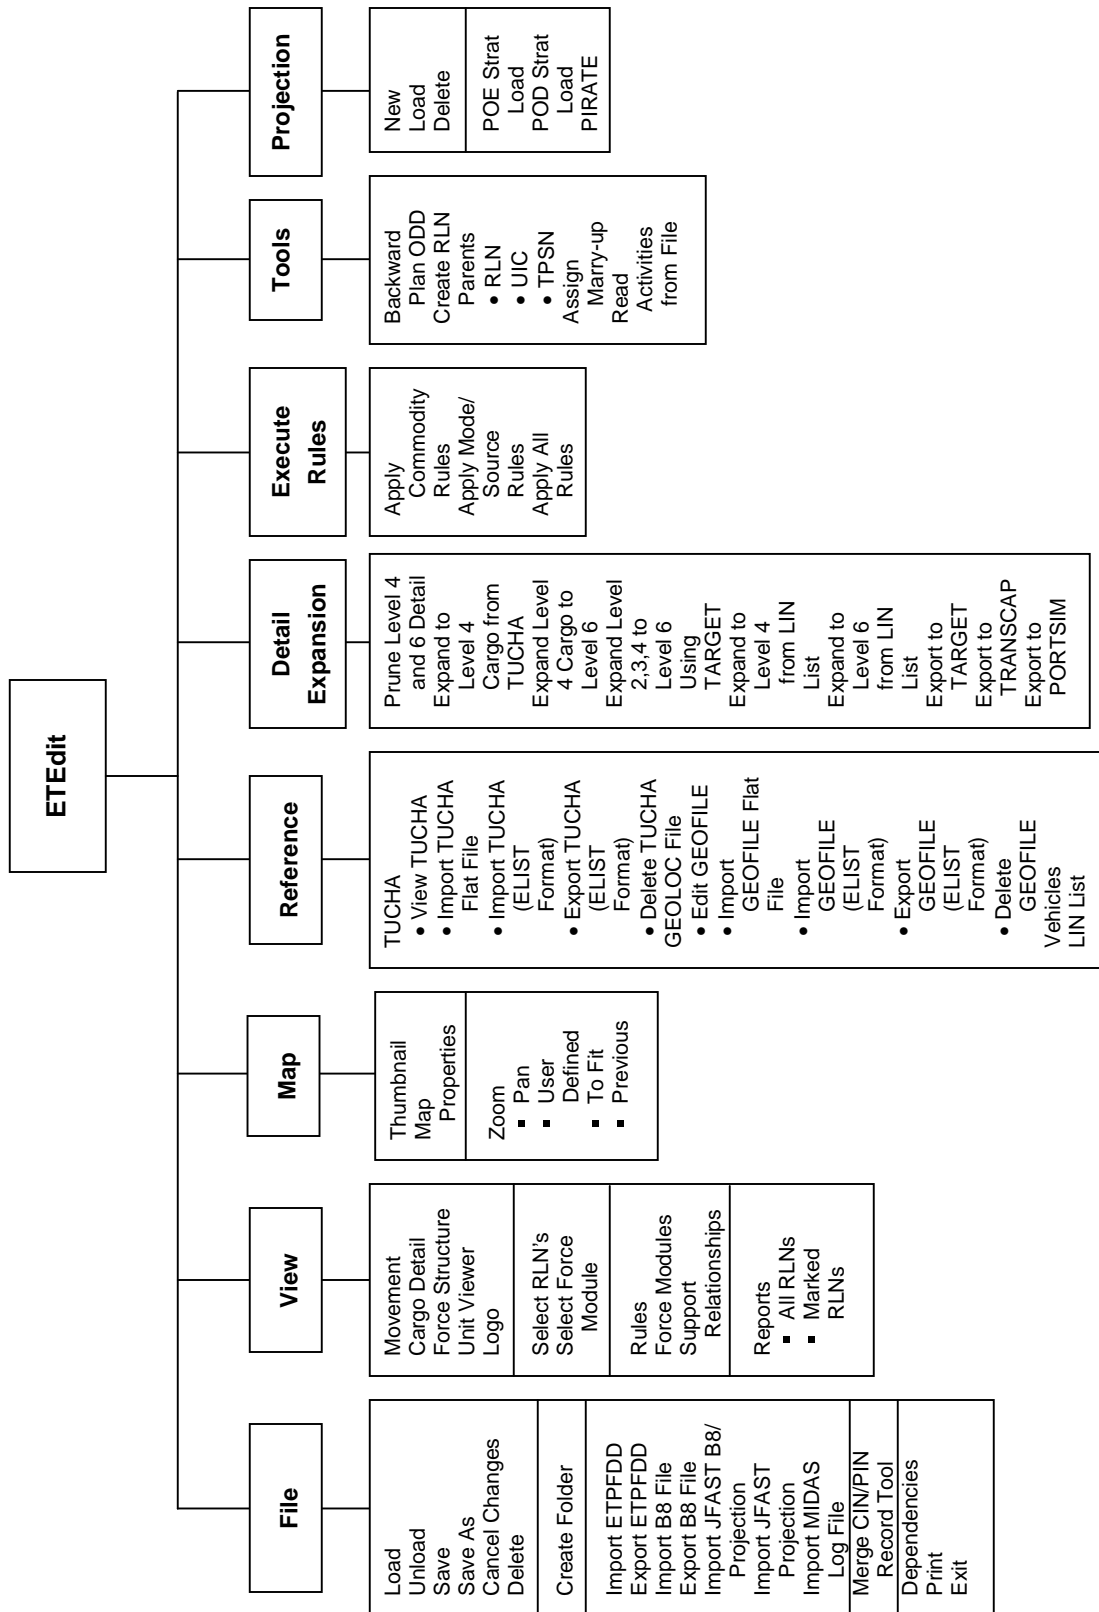 ETEdit
File
Load
Unload
Save
Save As
Cancel Changes
Delete
Create Folder
Import ETPFDD
Export ETPFDD
Import B8 File
Export B8 File
Import JFAST B8/
Projection
Import JFAST
Projection
Import MIDAS
Log File
Merge CIN/PIN
Record Tool
Dependencies
Print
Exit
View
Movement
Cargo Detail
Force Structure
Unit Viewer
Logo
Select RLN's
Select Force
Module
Rules
Force Modules
Support
Relationships
Reports
▪ All RLNs
▪ Marked
RLNs
Map
Thumbnail
Map
Properties
Zoom
▪ Pan
▪ User
Defined
▪ To Fit
▪ Previous
Reference
TUCHA
• View TUCHA
• Import TUCHA
Flat File
• Import TUCHA
(ELIST
Format)
• Export TUCHA
(ELIST
Format)
• Delete TUCHA
GEOLOC File
• Edit GEOFILE
• Import
GEOFILE Flat
File
• Import
GEOFILE
(ELIST
Format)
• Export
GEOFILE
(ELIST
Format)
• Delete
GEOFILE
Vehicles
LIN List
Detail
Expansion
Prune Level 4
and 6 Detail
Expand to
Level 4
Cargo from
TUCHA
Expand Level
4 Cargo to
Level 6
Expand Level
2,3,4 to
Level 6
Using
TARGET
Expand to
Level 4
from LIN
List
Expand to
Level 6
from LIN
List
Export to
TARGET
Export to
TRANSCAP
Export to
PORTSIM
Execute
Rules
Apply
Commodity
Rules
Apply Mode/
Source
Rules
Apply All
Rules
Tools
Backward
Plan ODD
Create RLN
Parents
• RLN
• UIC
• TPSN
Assign
Marry-up
Read
Activities
from File
Projection
New
Load
Delete
POE Strat
Load
POD Strat
Load
PIRATE